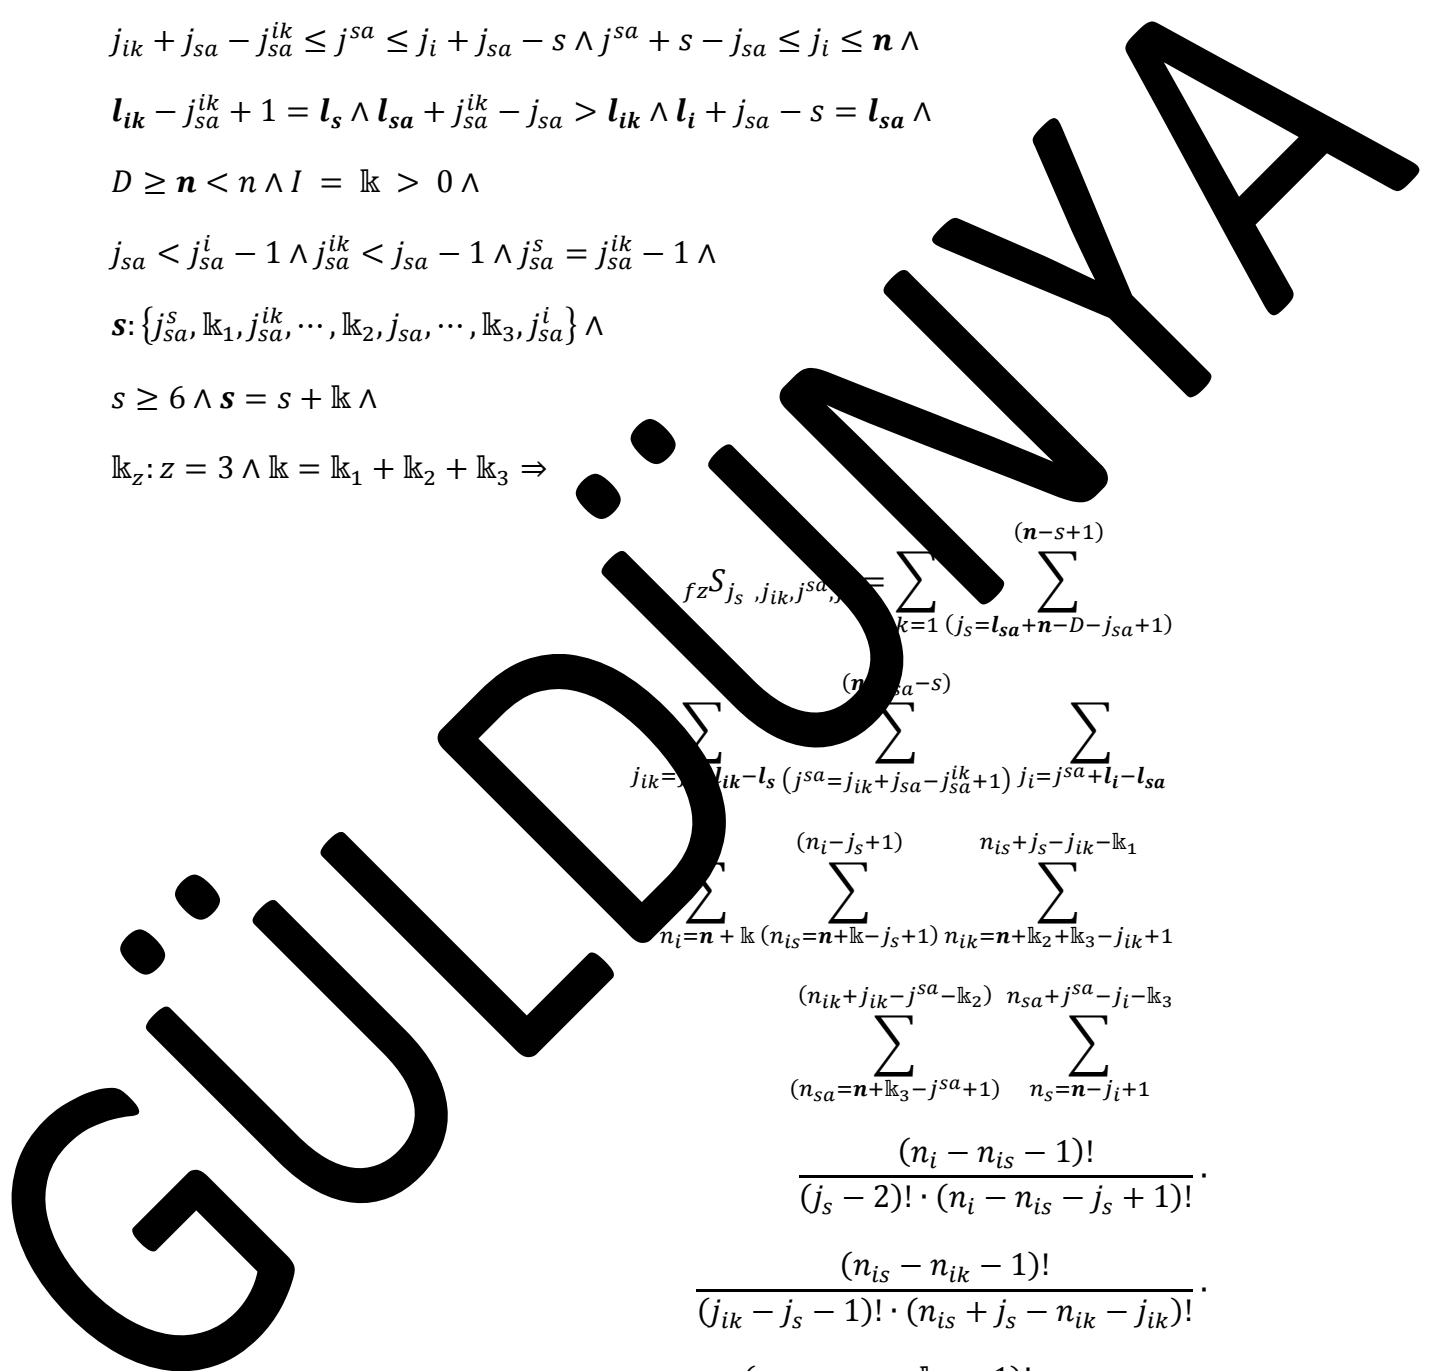 j_{ik} + j_{sa} − j_{sa}^{ik} ≤ j^{sa} ≤ j_i + j_{sa} − s ∧ j^{sa} + s − j_{sa} ≤ j_i ≤ n ∧
l_{ik} − j_{sa}^{ik} + 1 = l_s ∧ l_{sa} + j_{sa}^{ik} − j_{sa} > l_{ik} ∧ l_i + j_{sa} − s = l_{sa} ∧
D ≥ n < n ∧ I = 𝕜 > 0 ∧
j_{sa} < j_{sa}^{i} − 1 ∧ j_{sa}^{ik} < j_{sa} − 1 ∧ j_{sa}^{s} = j_{sa}^{ik} − 1 ∧
s: {j_{sa}^{s}, 𝕜_1, j_{sa}^{ik}, ⋯, 𝕜_2, j_{sa}, ⋯, 𝕜_3, j_{sa}^{i}} ∧
s ≥ 6 ∧ s = s + 𝕜 ∧
𝕜_z: z = 3 ∧ 𝕜 = 𝕜_1 + 𝕜_2 + 𝕜_3 ⇒
(n−s+1)
_{fz}S_{j_s, j_{ik}, j^{sa}, = ∑ ∑
k=1 (j_s=l_{sa}+n−D−j_{sa}+1)
∑ ∑ ∑
(j^{sa}=j_{ik}+j_{sa}−j_{sa}^{ik}+1) j_i=j^{sa}+l_i−l_{sa}
(n_i−j_s+1) n_{is}+j_s−j_{ik}−𝕜_1
∑ ∑ ∑
n_i=n+𝕜 (n_{is}=n+𝕜−j_s+1) n_{ik}=n+𝕜_2+𝕜_3−j_{ik}+1
(n_{ik}+j_{ik}−j^{sa}−𝕜_2) n_{sa}+j^{sa}−j_i−𝕜_3
∑ ∑
(n_{sa}=n+𝕜_3−j^{sa}+1) n_s=n−j_i+1
(n_i − n_{is} − 1)!
(j_s − 2)! · (n_i − n_{is} − j_s + 1)! ·
(n_{is} − n_{ik} − 1)!
(j_{ik} − j_s − 1)! · (n_{is} + j_s − n_{ik} − j_{ik})! ·
GÜLDÜNYA